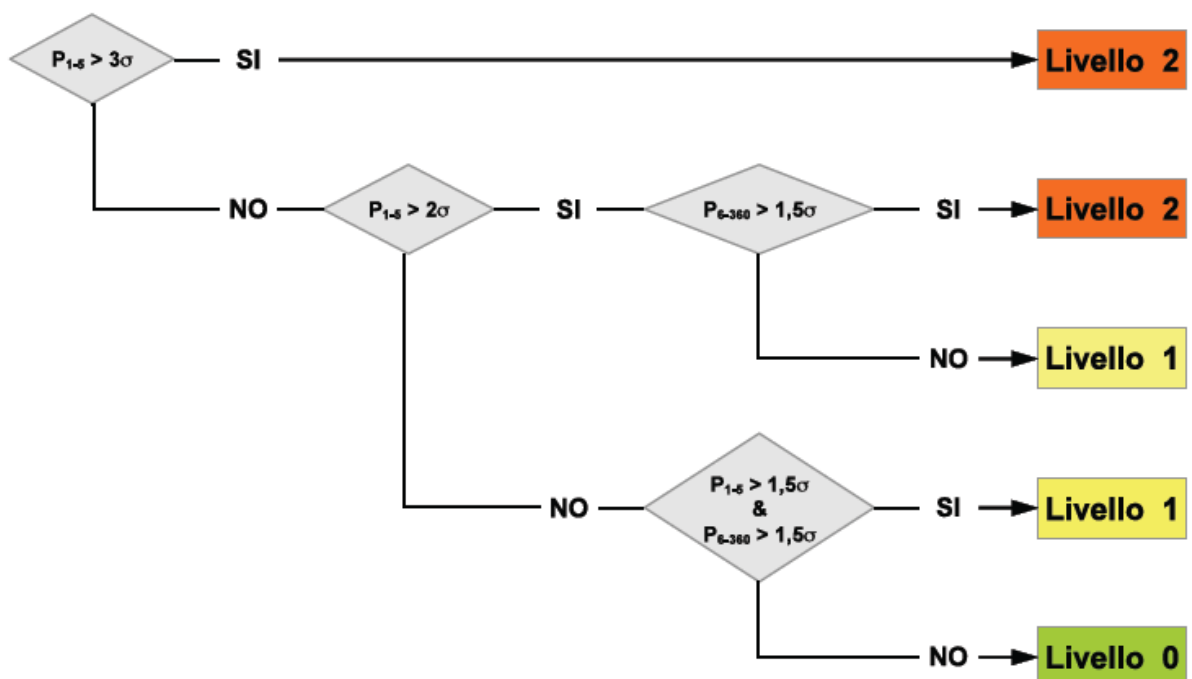 P1-5 > 3σ SI Livello 2
NO P1-5 > 2σ SI P6-360 > 1,5σ SI Livello 2
NO Livello 1
P1-5 > 1,5σ
&
P6-360 > 1,5σ
NO SI Livello 1
NO Livello 0